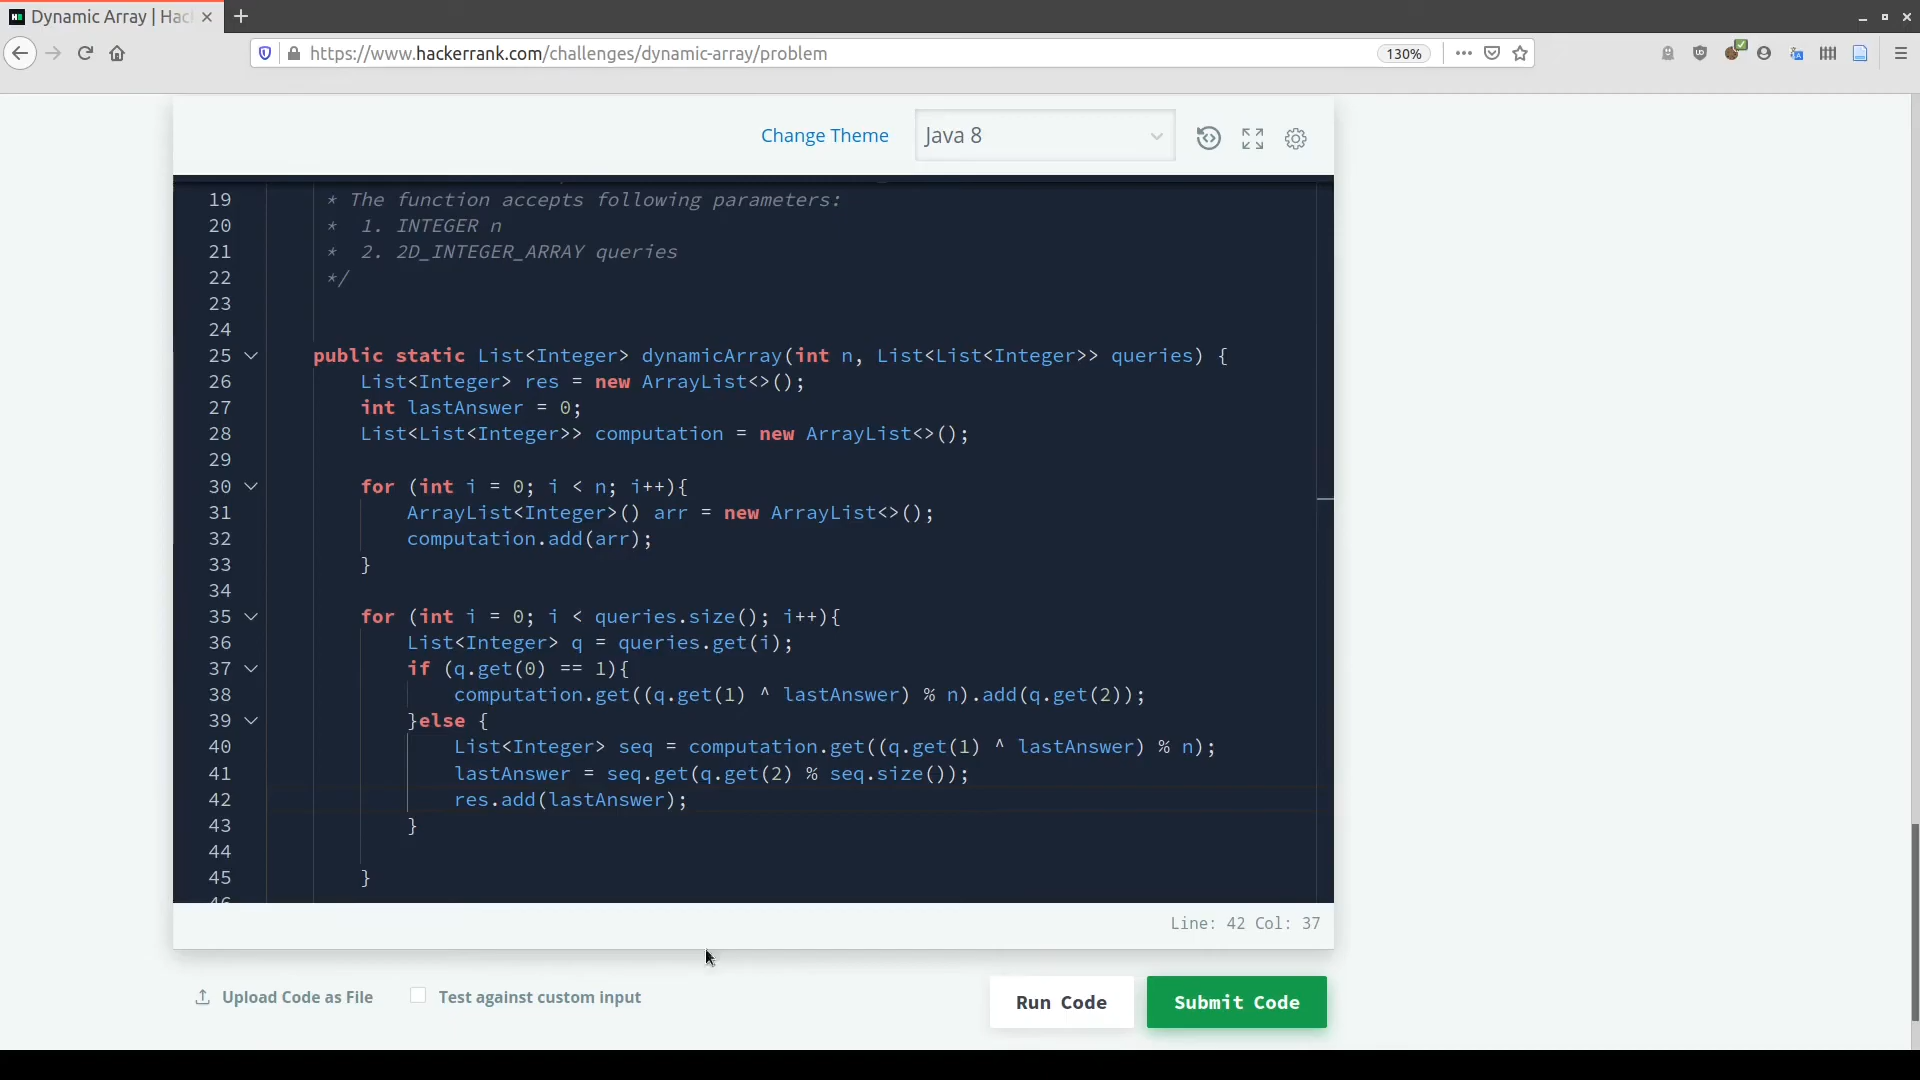 Dynamic Array | Hac
https://www.hackerrank.com/challenges/dynamic-array/problem
130%
Change Theme
Java 8
19 * The function accepts following parameters:
20 * 1. INTEGER n
21 * 2. 2D_INTEGER_ARRAY queries
22 */
23
24
25 public static List<Integer> dynamicArray(int n, List<List<Integer>> queries) {
26 List<Integer> res = new ArrayList<>();
27 int lastAnswer = 0;
28 List<List<Integer>> computation = new ArrayList<>();
29
30 for (int i = 0; i < n; i++){
31 ArrayList<Integer>() arr = new ArrayList<>();
32 computation.add(arr);
33 }
34
35 for (int i = 0; i < queries.size(); i++){
36 List<Integer> q = queries.get(i);
37 if (q.get(0) == 1){
38 computation.get((q.get(1) ^ lastAnswer) % n).add(q.get(2));
39 }else {
40 List<Integer> seq = computation.get((q.get(1) ^ lastAnswer) % n);
41 lastAnswer = seq.get(q.get(2) % seq.size());
42 res.add(lastAnswer);
43 }
44
45 }
46
Line: 42 Col: 37
Upload Code as File
Test against custom input
Run Code
Submit Code